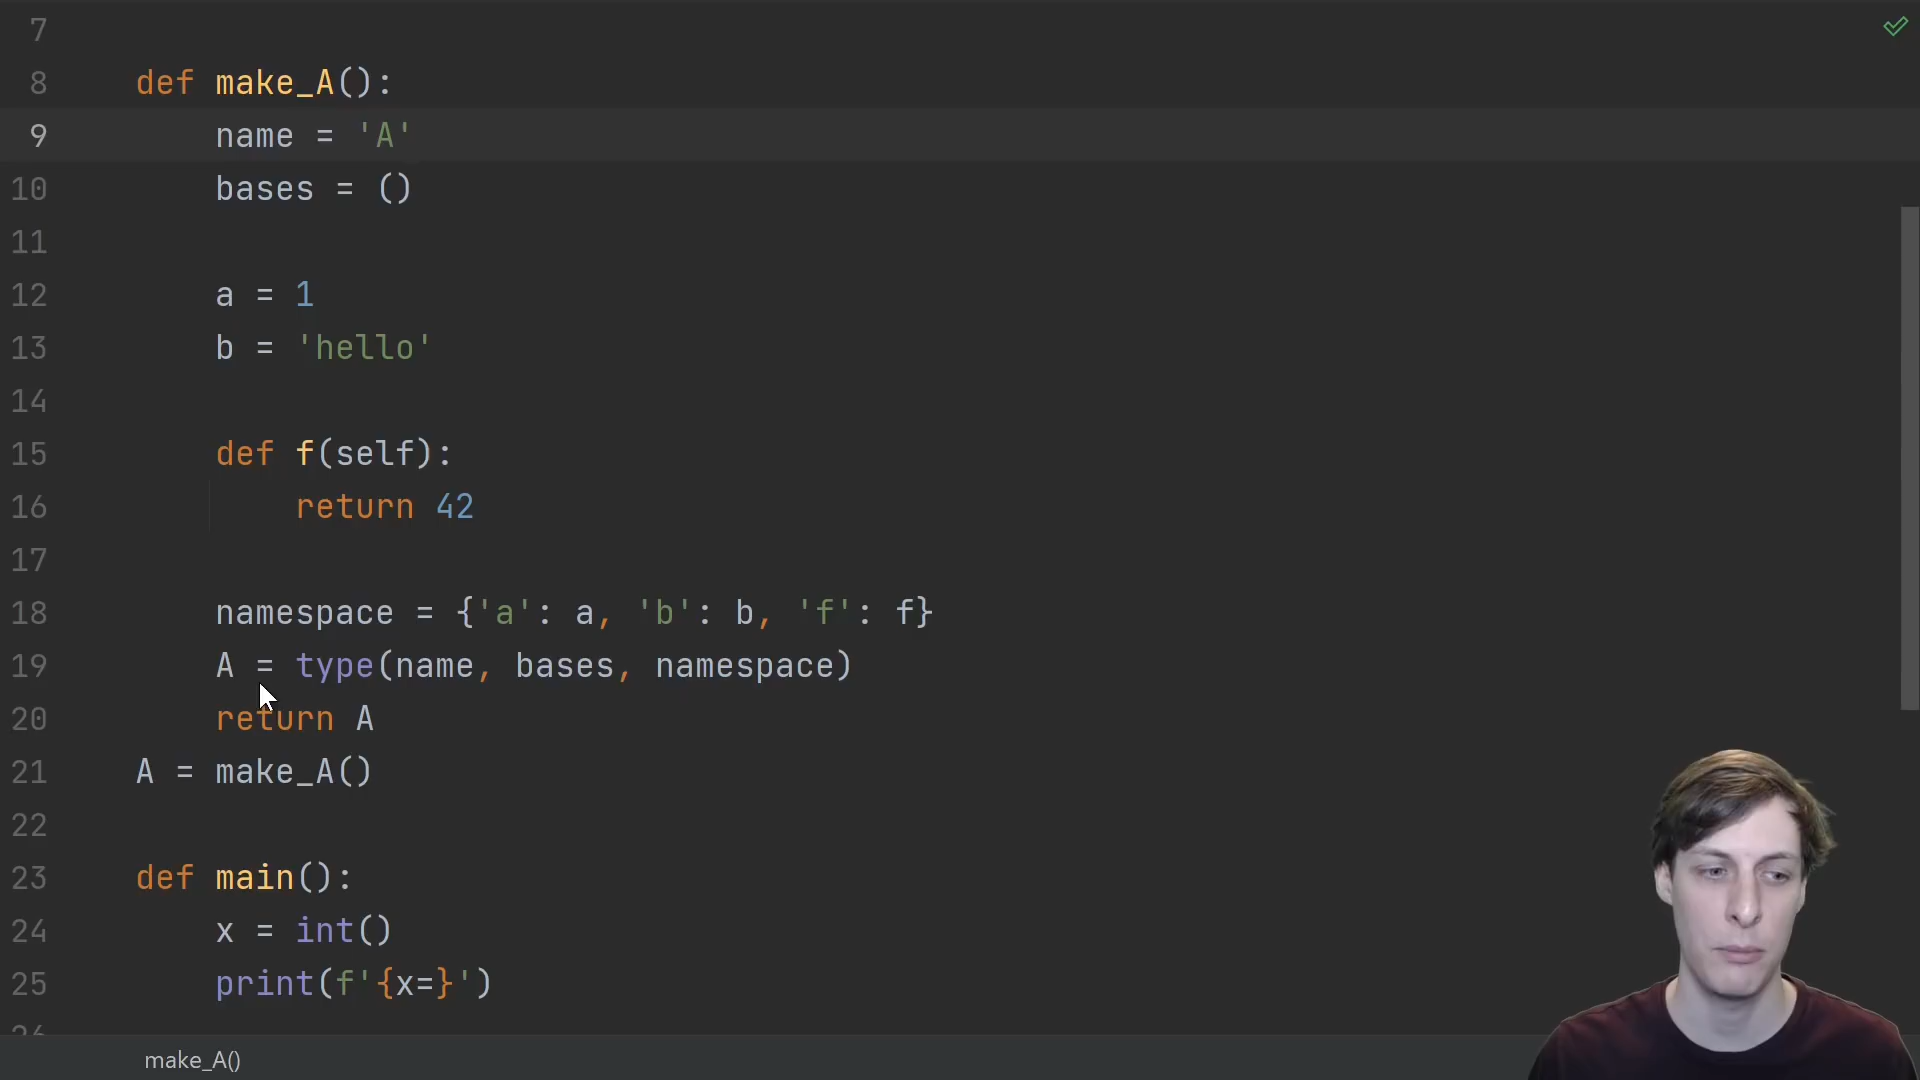 7
8 def make_A():
9 name = 'A'
10 bases = ()
11
12 a = 1
13 b = 'hello'
14
15 def f(self):
16 return 42
17
18 namespace = {'a': a, 'b': b, 'f': f}
19 A = type(name, bases, namespace)
20 return A
21 A = make_A()
22
23 def main():
24 x = int()
25 print(f'{x=}')
26
make_A()